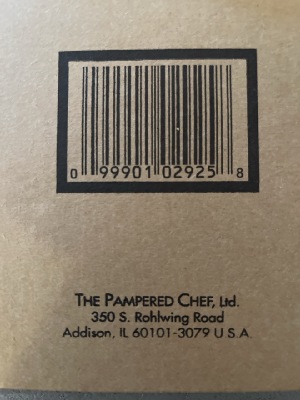 0 99901 02925 8
THE PAMPERED CHEF, Ltd.
350 S. Rohlwing Road
Addison, IL 60101-3079 U S A